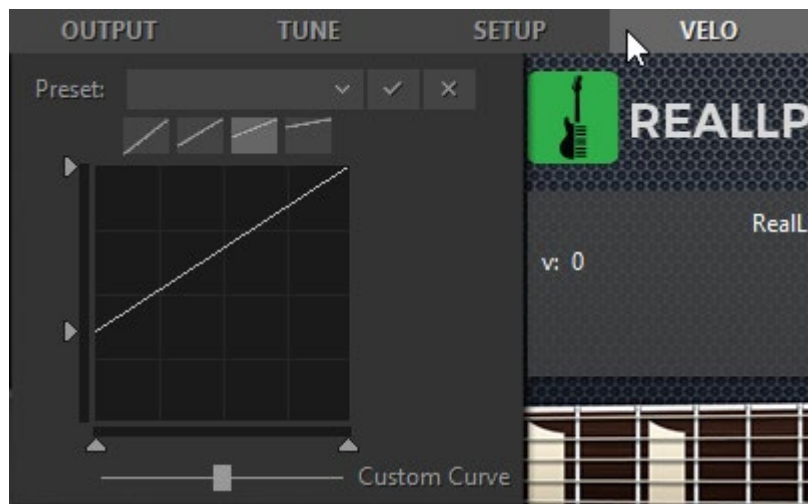 OUTPUT TUNE SETUP VELO
Preset:
REALLP
RealL
v: 0
Custom Curve